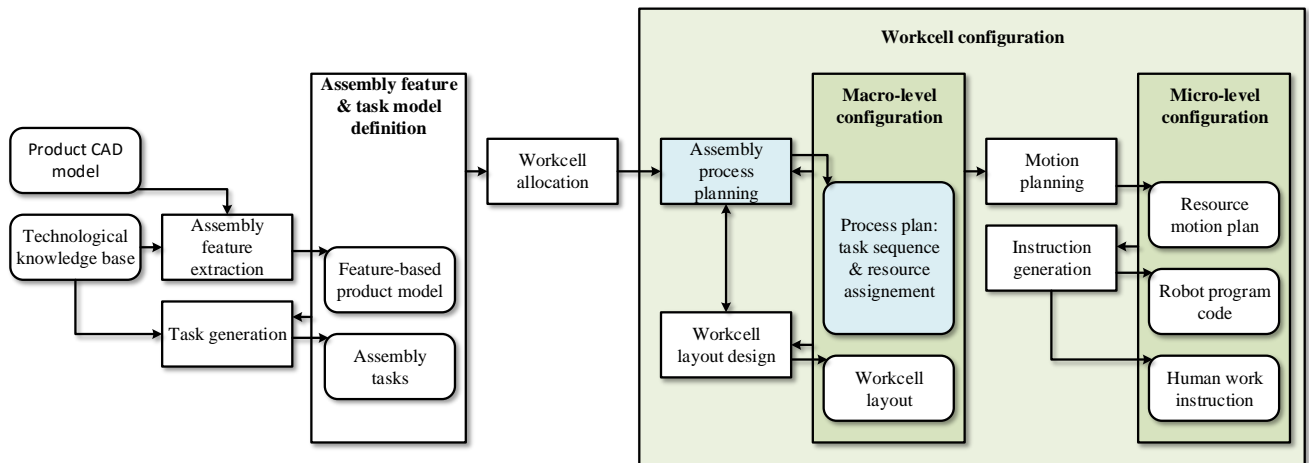 Workcell configuration
Assembly feature
& task model
definition
Macro-level
configuration
Micro-level
configuration
Product CAD
model
Technological
knowledge base
Assembly
feature
extraction
Task generation
Feature-based
product model
Assembly
tasks
Workcell
allocation
Assembly
process
planning
Workcell
layout design
Process plan:
task sequence
& resource
assignement
Workcell
layout
Motion
planning
Instruction
generation
Resource
motion plan
Robot program
code
Human work
instruction